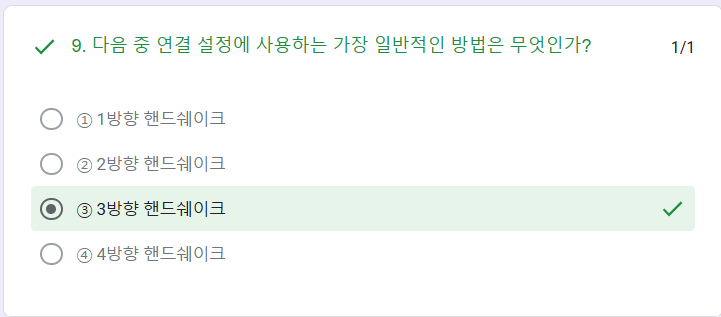 9. 다음 중 연결 설정에 사용하는 가장 일반적인 방법은 무엇인가? 1/1
① 1방향 핸드쉐이크
② 2방향 핸드쉐이크
③ 3방향 핸드쉐이크
④ 4방향 핸드쉐이크